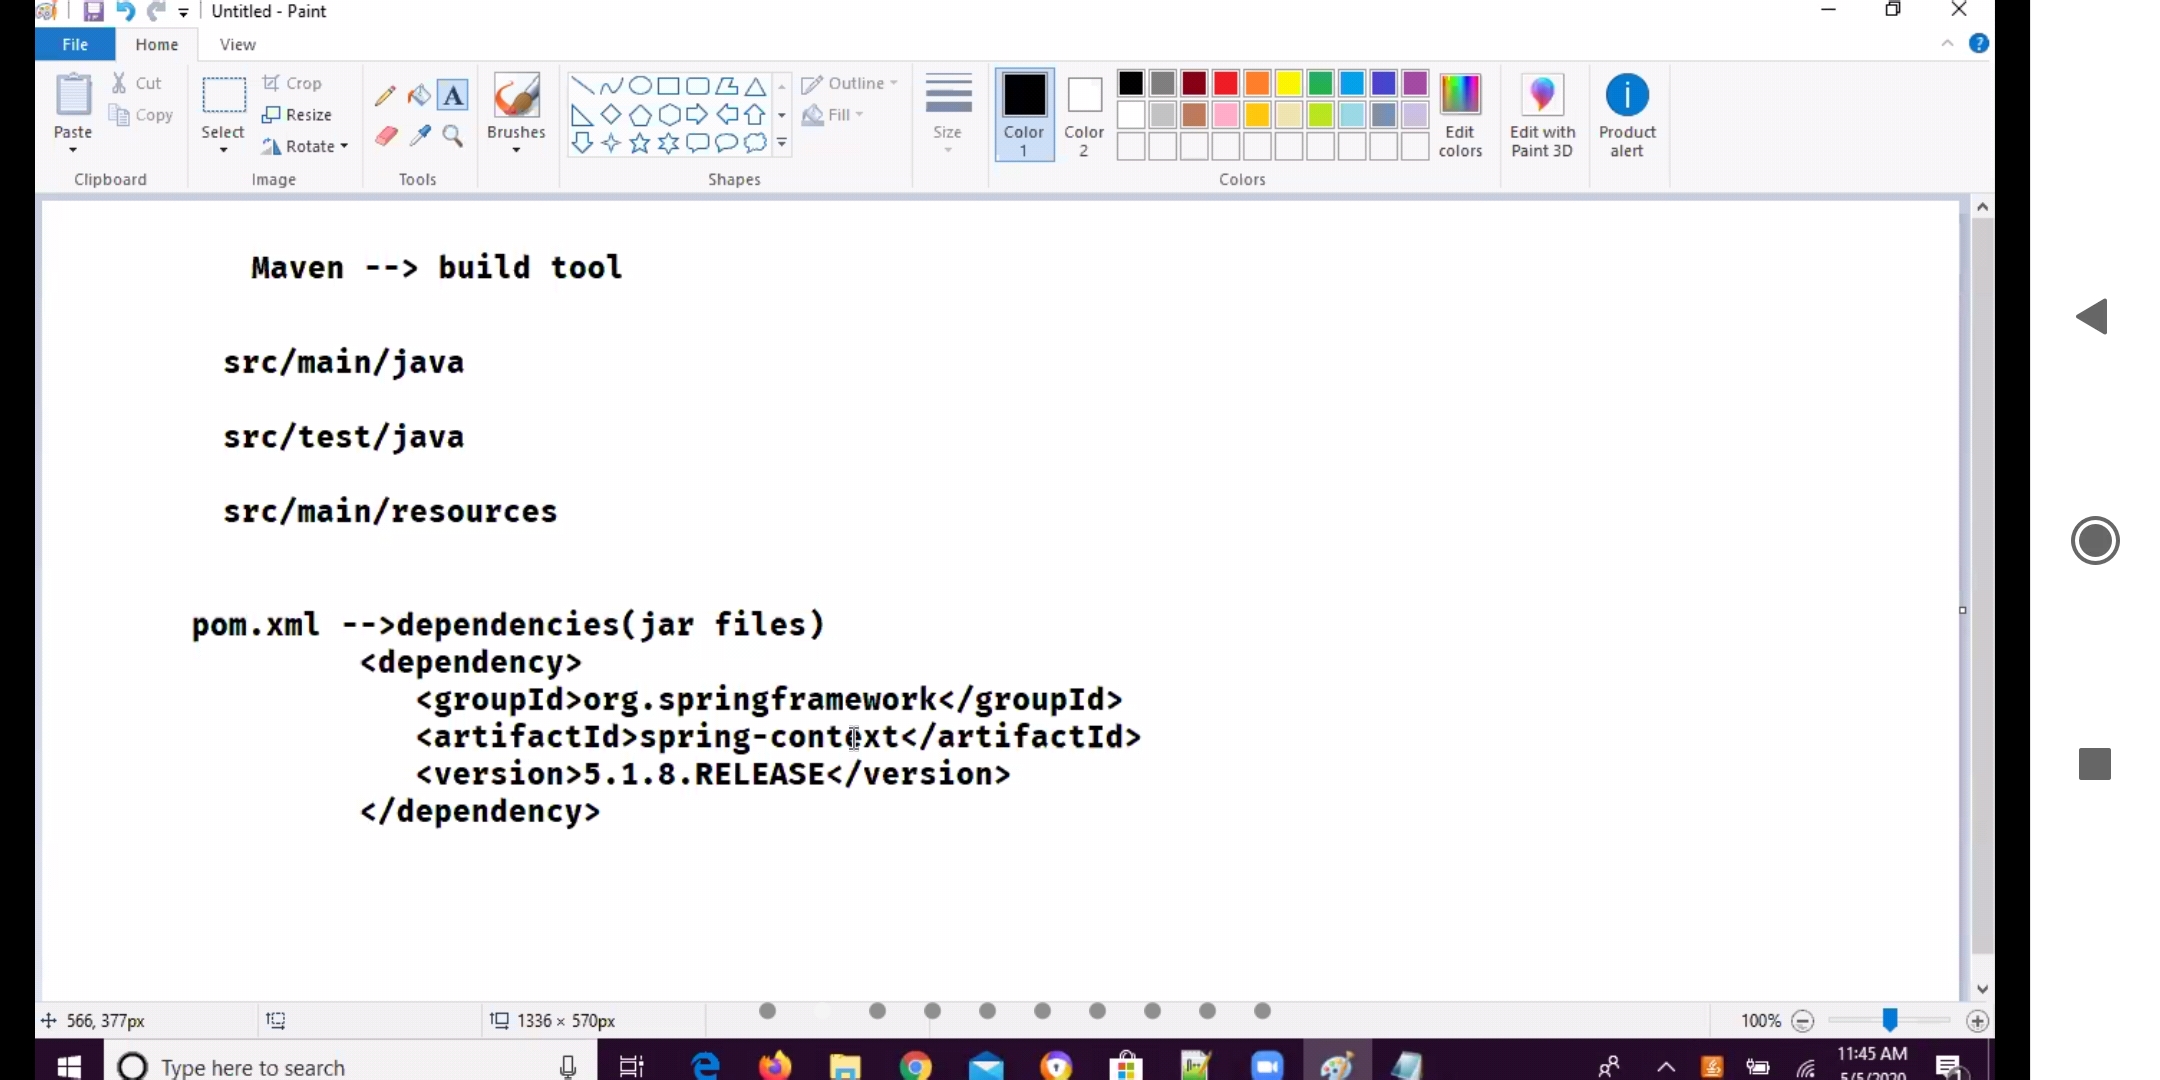 Untitled - Paint
File Home View
Paste
Cut
Copy
Clipboard
Select
Crop
Resize
Rotate
Image
Tools
Brushes
Shapes
Outline
Fill
Size
Color 1
Color 2
Colors
Edit colors
Edit with Paint 3D
Product alert
Maven --> build tool
src/main/java
src/test/java
src/main/resources
pom.xml -->dependencies(jar files)
<dependency>
<groupId>org.springframework</groupId>
<artifactId>spring-context</artifactId>
<version>5.1.8.RELEASE</version>
</dependency>
566, 377px
1336 × 570px
100%
Type here to search
11:45 AM
5/5/2020